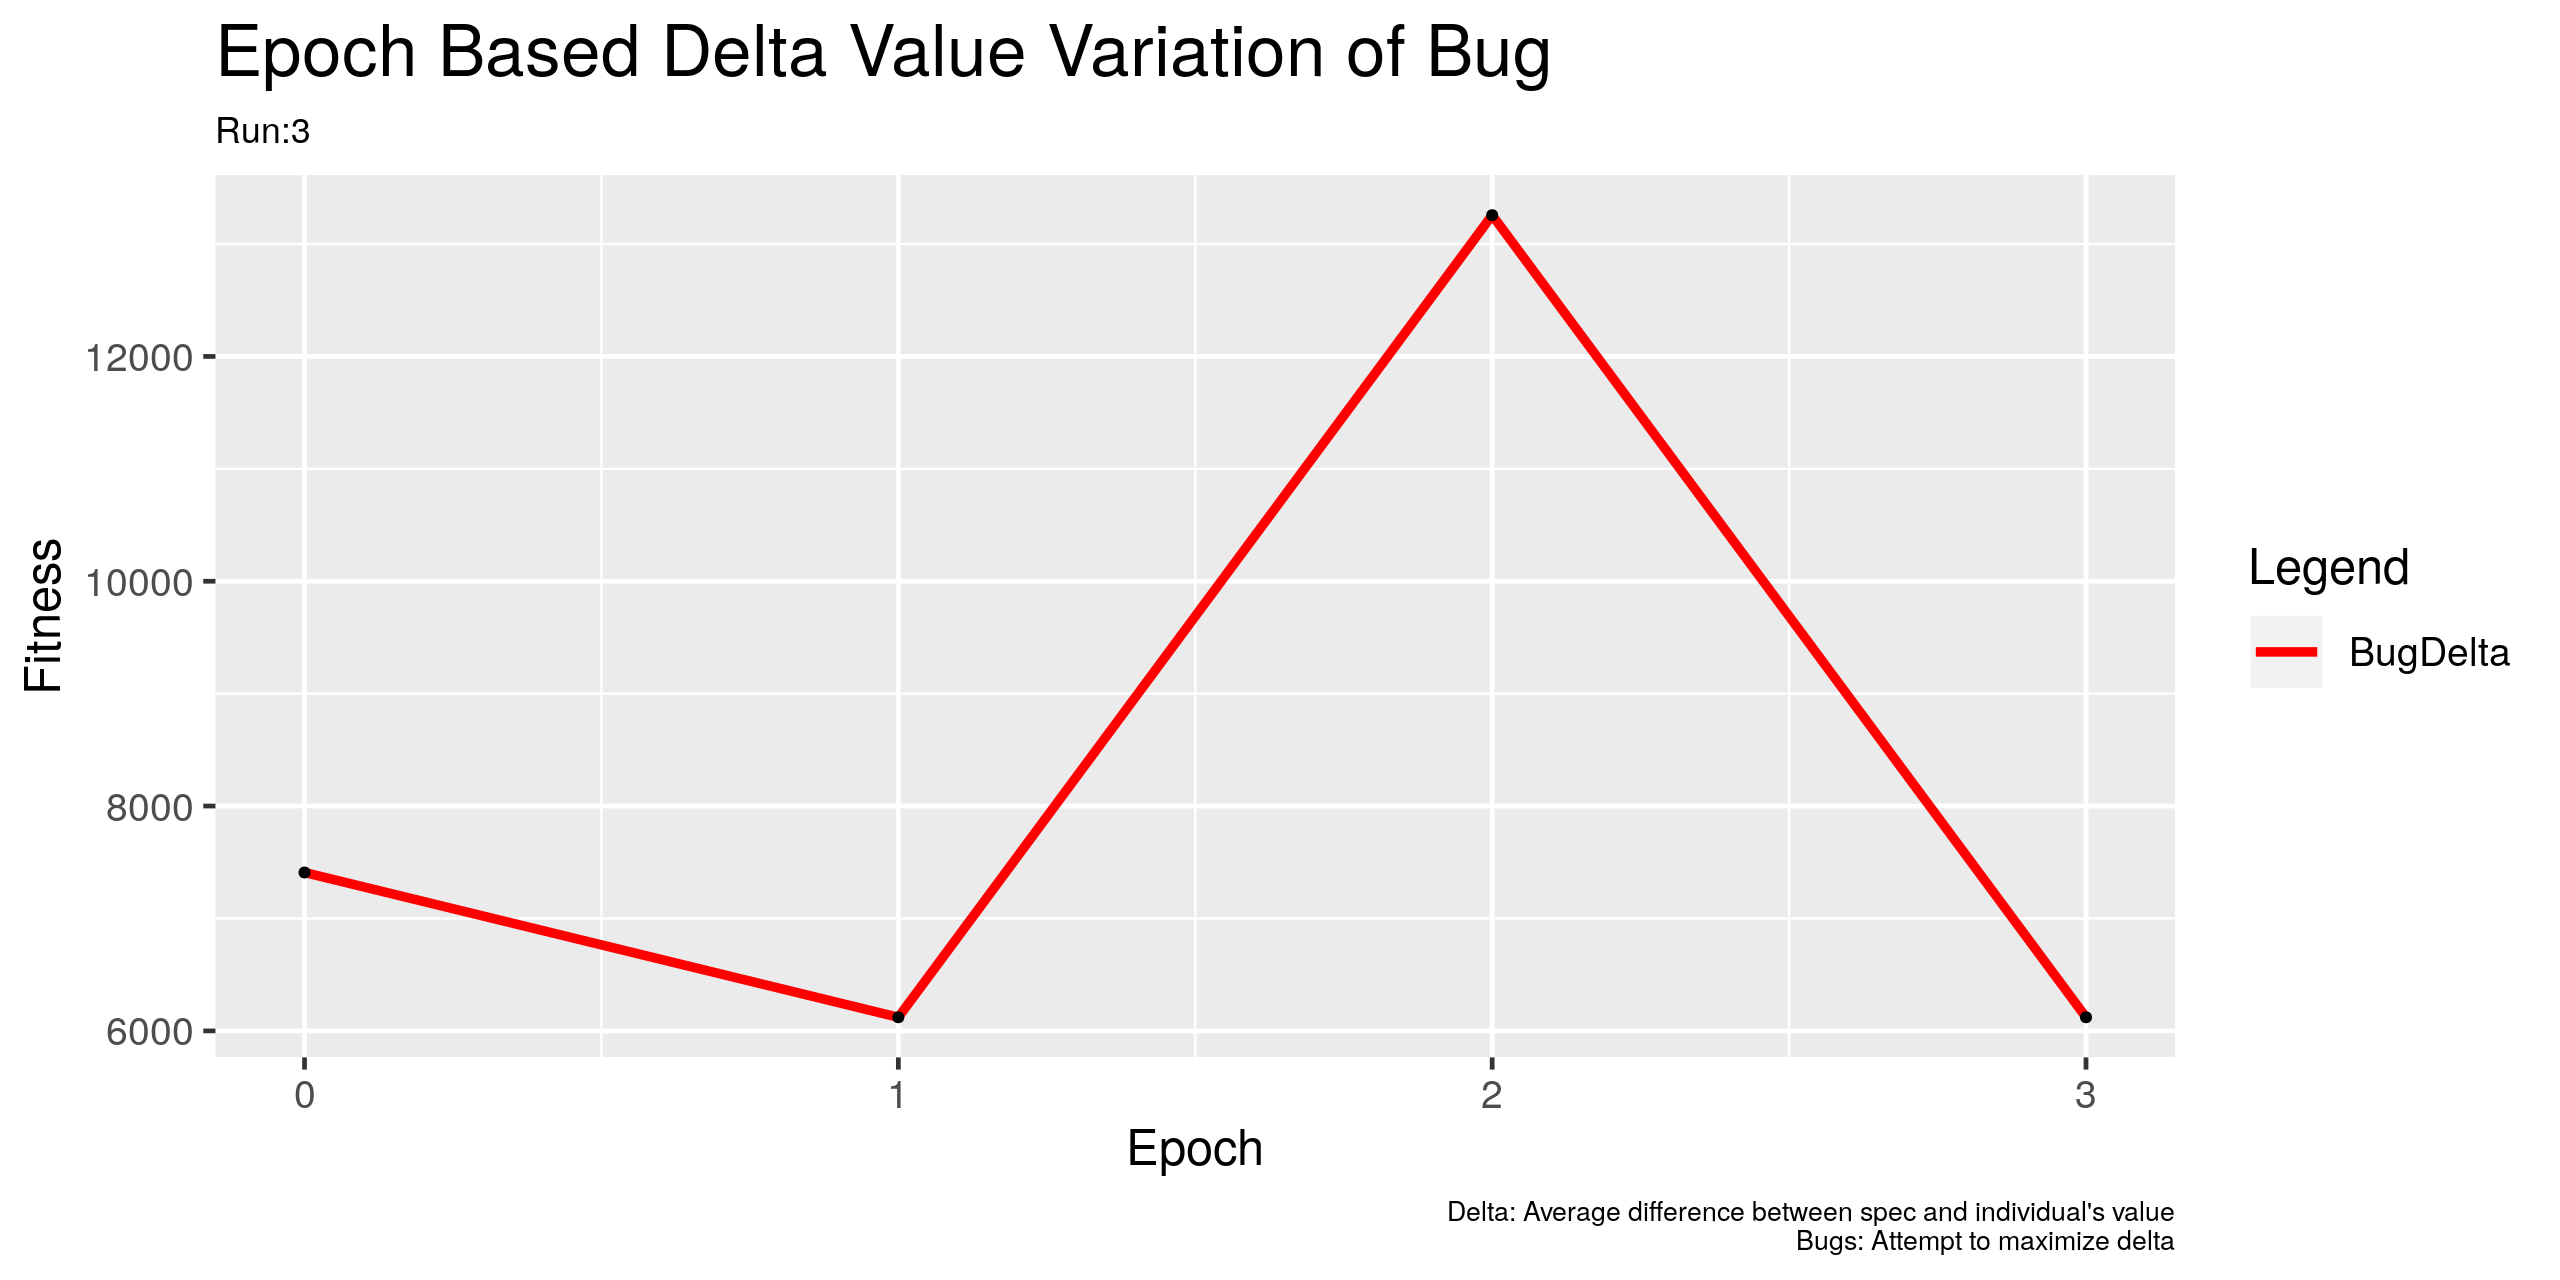 Epoch Based Delta Value Variation of Bug
Run:3
12000
10000
8000
6000
Fitness
0 1 2 3
Epoch
Legend
BugDelta
Delta: Average difference between spec and individual's value
Bugs: Attempt to maximize delta